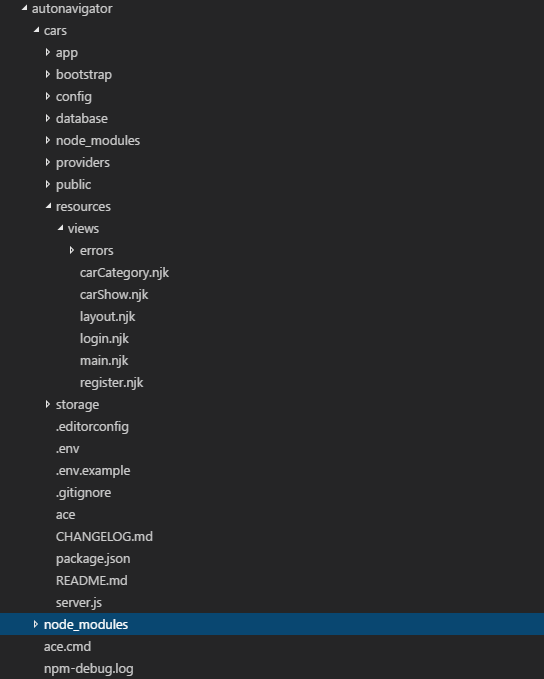 autonavigator
cars
app
bootstrap
config
database
node_modules
providers
public
resources
views
errors
carCategory.njk
carShow.njk
layout.njk
login.njk
main.njk
register.njk
storage
.editorconfig
.env
.env.example
.gitignore
ace
CHANGELOG.md
package.json
README.md
server.js
node_modules
ace.cmd
npm-debug.log